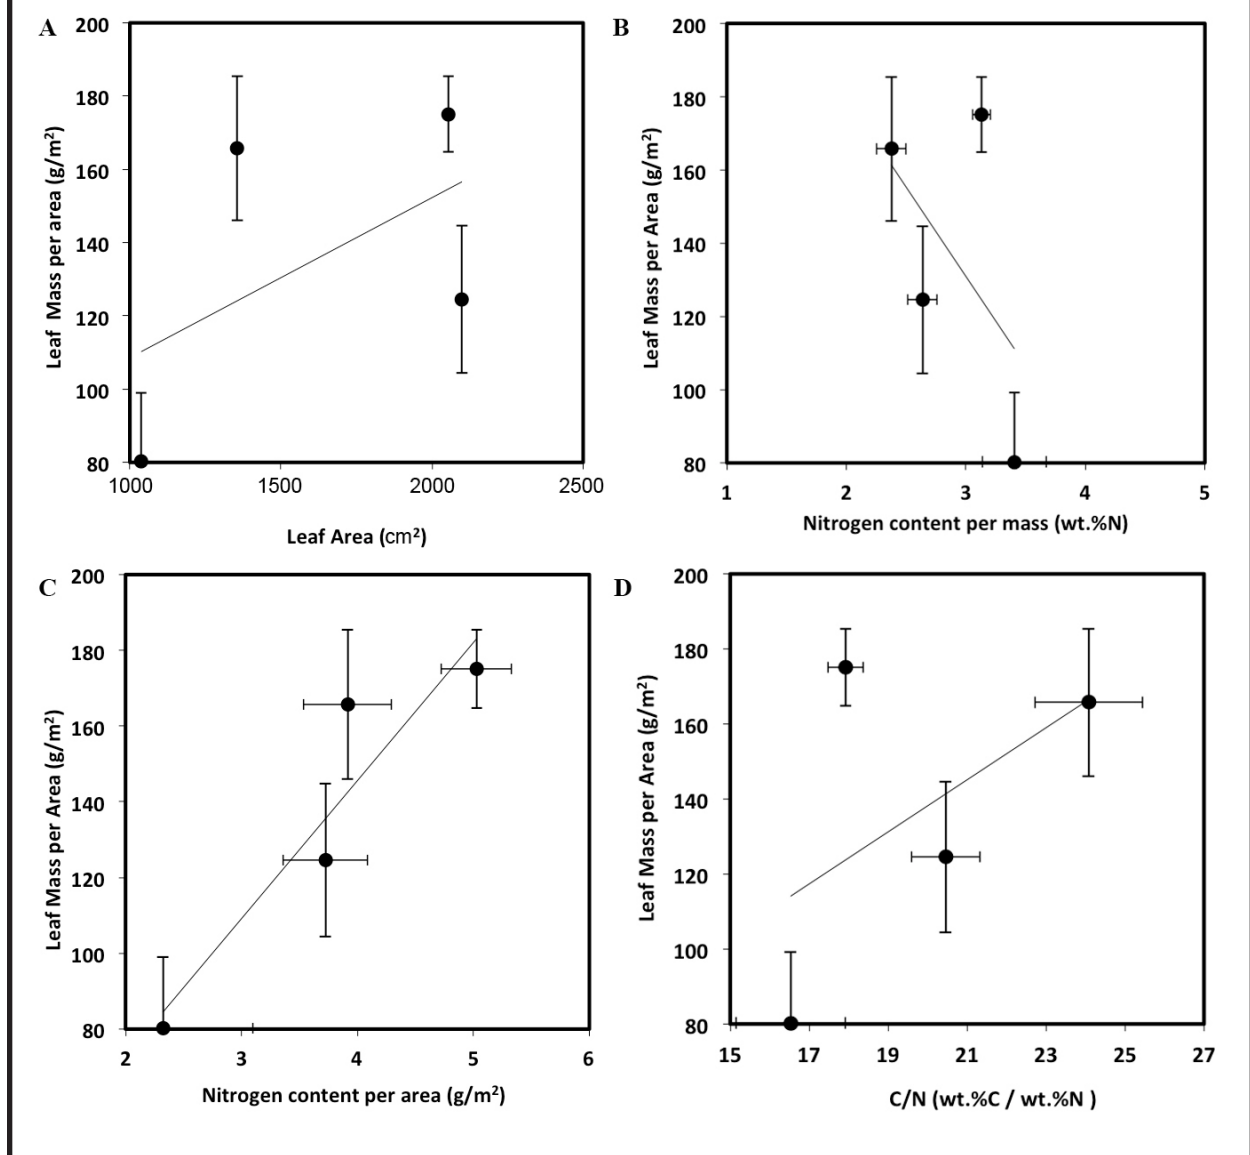 A
200
180
160
140
120
100
80
Leaf Mass per area (g/m²)
1000 1500 2000 2500
Leaf Area (cm²)
B
200
180
160
140
120
100
80
Leaf Mass per Area (g/m²)
1 2 3 4 5
Nitrogen content per mass (wt.%N)
C
200
180
160
140
120
100
80
Leaf Mass per Area (g/m²)
2 3 4 5 6
Nitrogen content per area (g/m²)
D
200
180
160
140
120
100
80
Leaf Mass per Area (g/m²)
15 17 19 21 23 25 27
C/N (wt.%C / wt.%N )